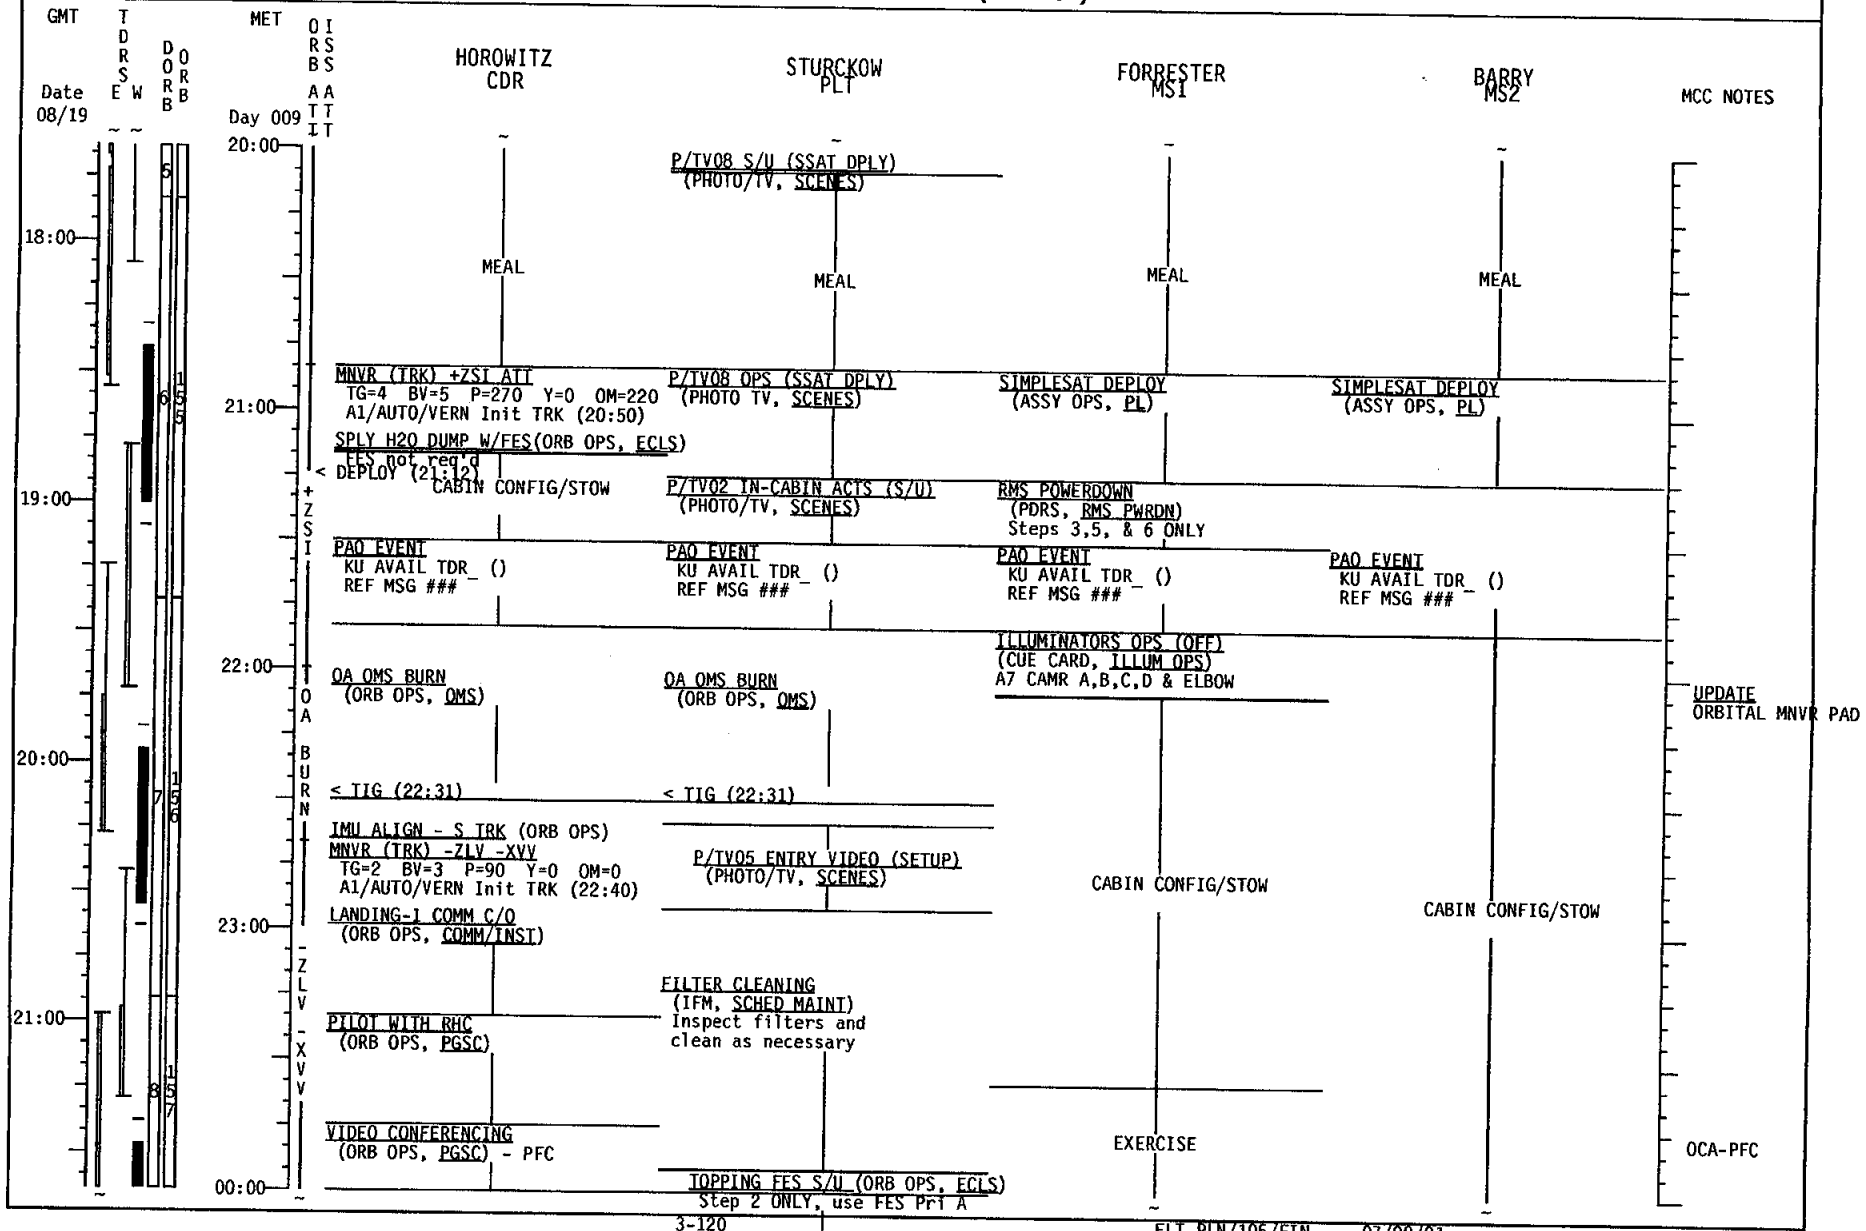 GMT
TDRS
E W
DORB
ORB
MET
ORB ATT
ISS ATT
Date
08/19
Day 009
HOROWITZ
CDR
STURCKOW
PLT
FORRESTER
MS1
BARRY
MS2
MCC NOTES
20:00
18:00
21:00
19:00
22:00
20:00
23:00
21:00
00:00
5
6
155
7
156
8
157
+ZSI
OA BURN
-ZLV -XVV
MEAL
MNVR (TRK) +ZSI ATT
TG=4 BV=5 P=270 Y=0 OM=220
A1/AUTO/VERN Init TRK (20:50)
SPLY H2O DUMP W/FES(ORB OPS, ECLS)
FES not req'd
< DEPLOY (21:12)
CABIN CONFIG/STOW
PAO EVENT
KU AVAIL TDR_ ()
REF MSG ###
OA OMS BURN
(ORB OPS, OMS)
< TIG (22:31)
IMU ALIGN - S TRK (ORB OPS)
MNVR (TRK) -ZLV -XVV
TG=2 BV=3 P=90 Y=0 OM=0
A1/AUTO/VERN Init TRK (22:40)
LANDING-1 COMM C/O
(ORB OPS, COMM/INST)
PILOT WITH RHC
(ORB OPS, PGSC)
VIDEO CONFERENCING
(ORB OPS, PGSC) - PFC
P/TV08 S/U (SSAT DPLY)
(PHOTO/TV, SCENES)
MEAL
P/TV08 OPS (SSAT DPLY)
(PHOTO TV, SCENES)
P/TV02 IN-CABIN ACTS (S/U)
(PHOTO/TV, SCENES)
PAO EVENT
KU AVAIL TDR_ ()
REF MSG ###
OA OMS BURN
(ORB OPS, OMS)
< TIG (22:31)
P/TV05 ENTRY VIDEO (SETUP)
(PHOTO/TV, SCENES)
FILTER CLEANING
(IFM, SCHED MAINT)
Inspect filters and
clean as necessary
TOPPING FES S/U (ORB OPS, ECLS)
Step 2 ONLY, use FES Pri A
MEAL
SIMPLESAT DEPLOY
(ASSY OPS, PL)
RMS POWERDOWN
(PDRS, RMS PWRDN)
Steps 3,5, & 6 ONLY
PAO EVENT
KU AVAIL TDR_ ()
REF MSG ###
ILLUMINATORS OPS (OFF)
(CUE CARD, ILLUM OPS)
A7 CAMR A,B,C,D & ELBOW
CABIN CONFIG/STOW
EXERCISE
MEAL
SIMPLESAT DEPLOY
(ASSY OPS, PL)
PAO EVENT
KU AVAIL TDR_ ()
REF MSG ###
CABIN CONFIG/STOW
UPDATE
ORBITAL MNVR PAD
OCA-PFC
3-120